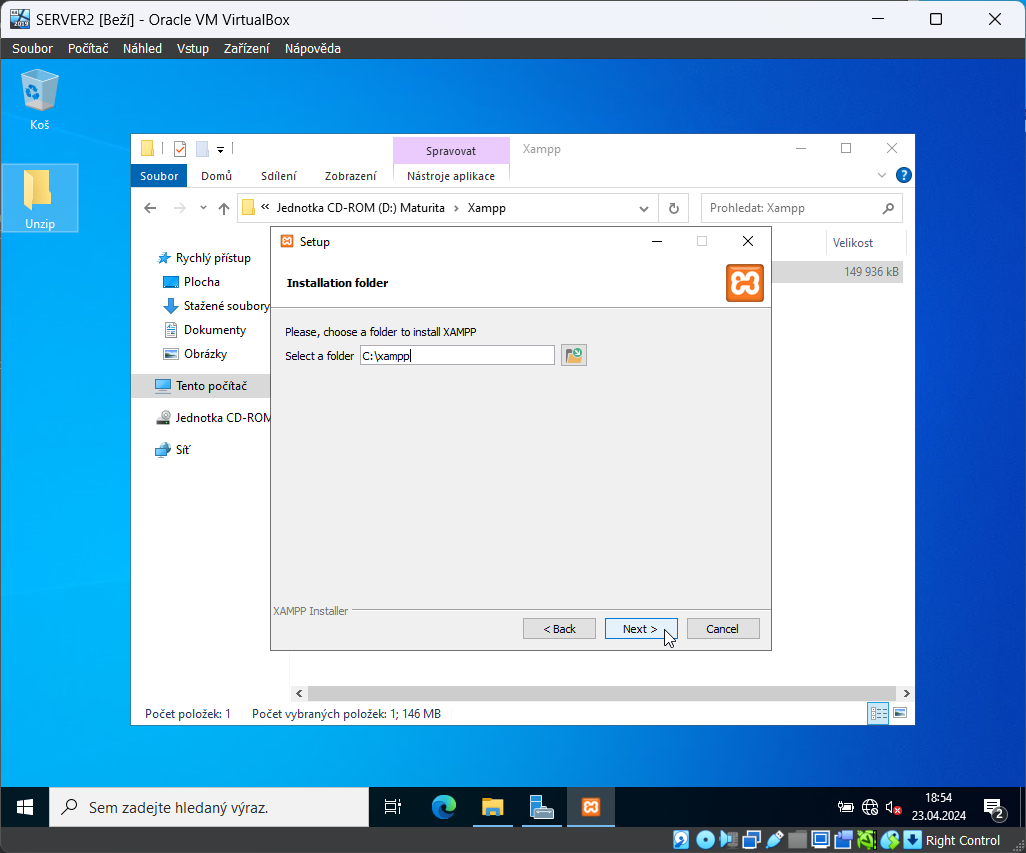 SERVER2 [Beží] - Oracle VM VirtualBox
Soubor Počítač Náhled Vstup Zařízení Nápověda
Koš
Unzip
Spravovat Xampp
Soubor Domů Sdílení Zobrazení Nástroje aplikace
« Jednotka CD-ROM (D:) Maturita › Xampp
Prohledat: Xampp
Rychlý přístup
Plocha
Stažené soubory
Dokumenty
Obrázky
Tento počítač
Jednotka CD-ROM
Síť
Velikost
149 936 kB
Setup
Installation folder
Please, choose a folder to install XAMPP
Select a folder C:\xampp
XAMPP Installer
< Back Next > Cancel
Počet položek: 1 Počet vybraných položek: 1; 146 MB
Sem zadejte hledaný výraz.
18:54
23.04.2024
2
Right Control